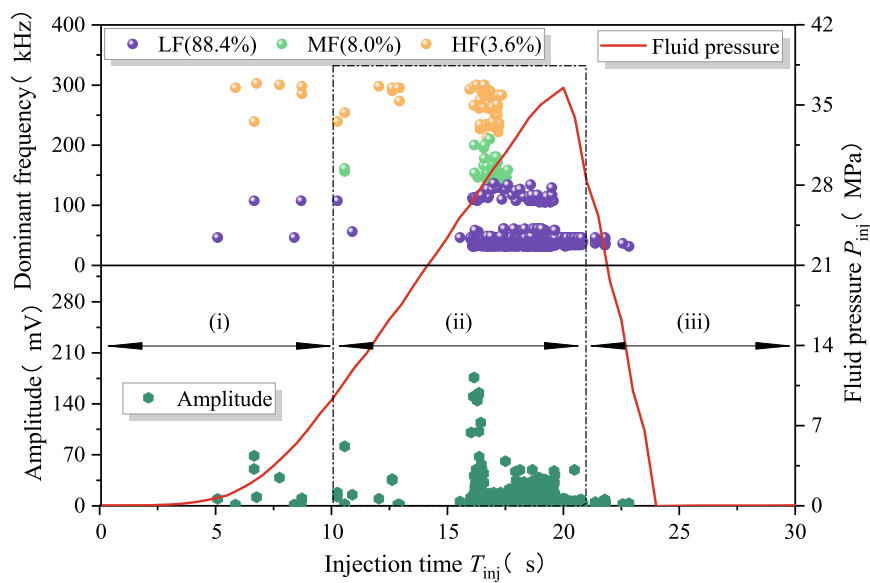 LF(88.4%) MF(8.0%) HF(3.6%)
Fluid pressure
400
300
200
100
0
Dominant frequency( kHz)
280
210
140
70
0
Amplitude( mV)
42
35
28
21
14
7
0
Fluid pressure Pinj( MPa)
(i) (ii) (iii)
Amplitude
0 5 10 15 20 25 30
Injection time Tinj( s)